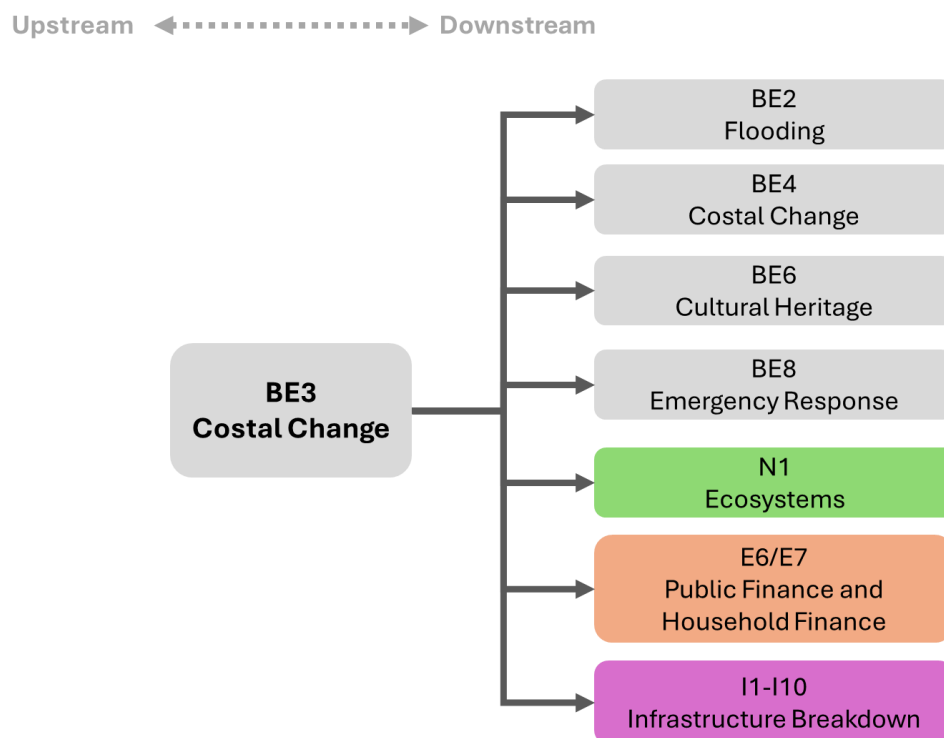 Upstream
Downstream
BE2
Flooding
BE4
Costal Change
BE6
Cultural Heritage
BE3
Costal Change
BE8
Emergency Response
N1
Ecosystems
E6/E7
Public Finance and
Household Finance
I1-I10
Infrastructure Breakdown